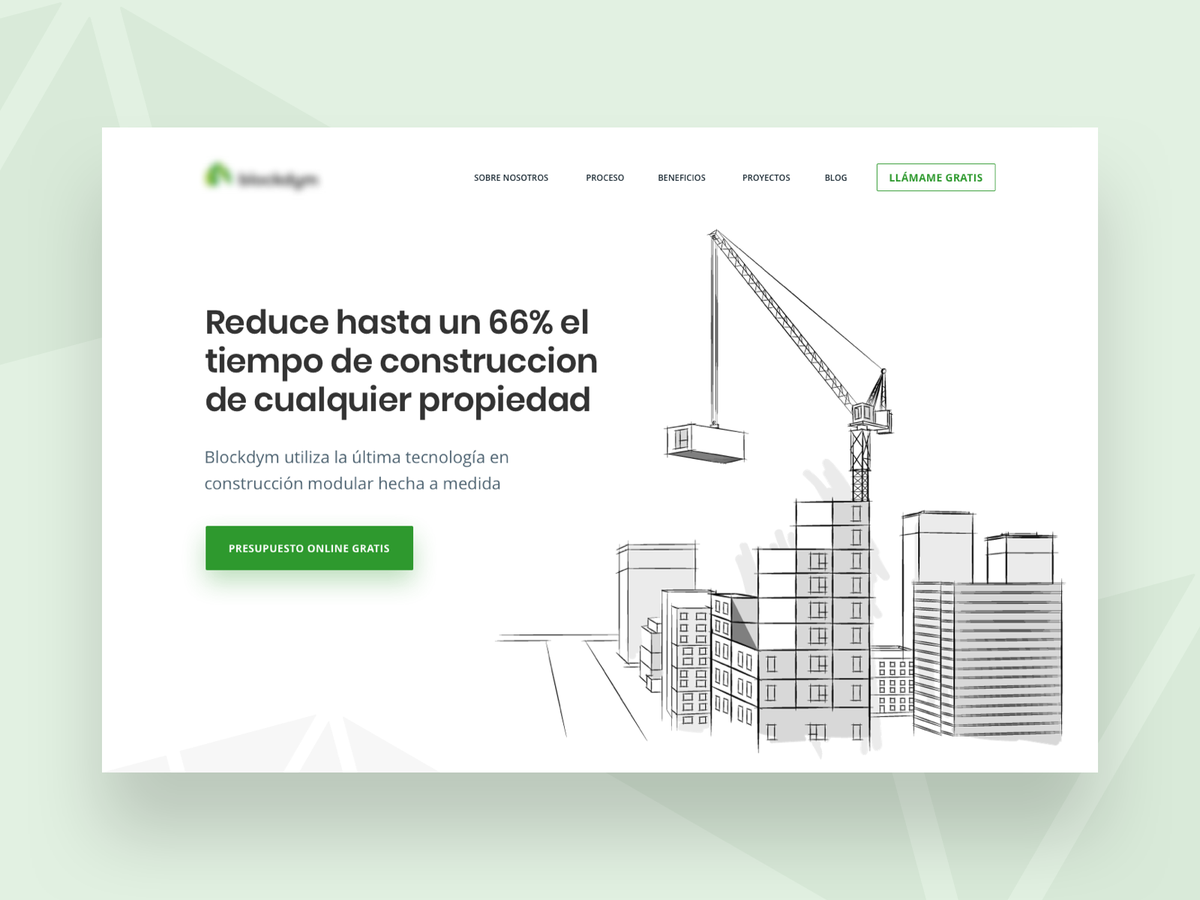 blockdym
SOBRE NOSOTROS PROCESO BENEFICIOS PROYECTOS BLOG LLÁMAME GRATIS
Reduce hasta un 66% el
tiempo de construccion
de cualquier propiedad
Blockdym utiliza la última tecnología en
construcción modular hecha a medida
PRESUPUESTO ONLINE GRATIS